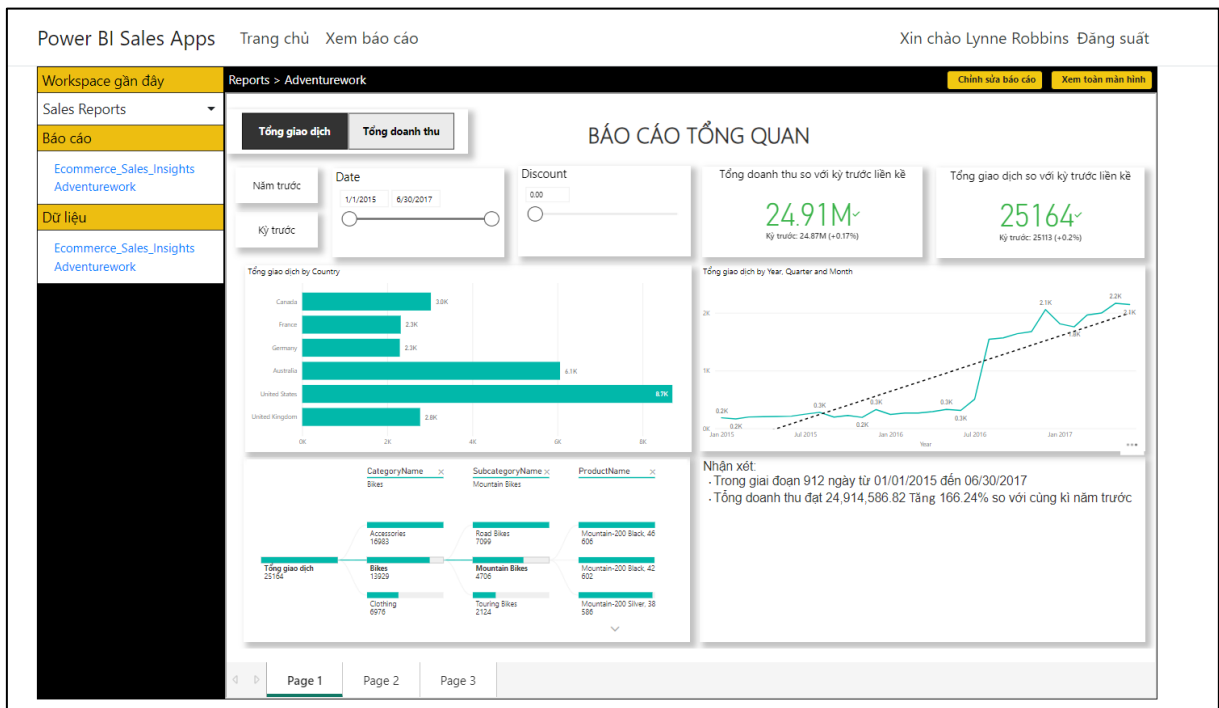 Power BI Sales Apps Trang chủ Xem báo cáo Xin chào Lynne Robbins Đăng suất
Workspace gần đây
Sales Reports
Báo cáo
Ecommerce_Sales_Insights
Adventurework
Dữ liệu
Ecommerce_Sales_Insights
Adventurework
Reports > Adventurework Chỉnh sửa báo cáo Xem toàn màn hình
Tổng giao dịch Tổng doanh thu
BÁO CÁO TỔNG QUAN
Năm trước
Kỳ trước
Date
1/1/2015 6/30/2017
Discount
0.00
Tổng doanh thu so với kỳ trước liền kề
24.91M
Kỳ trước: 24.87M (+0.17%)
Tổng giao dịch so với kỳ trước liền kề
25164
Kỳ trước: 25113 (+0.2%)
Tổng giao dịch by Country
Canada 3.0K
France 2.3K
Germany 2.3K
Australia 6.1K
United States 8.7K
United Kingdom 2.8K
0K 2K 4K 6K 8K
Tổng giao dịch by Year, Quarter and Month
2K
1K
0K
0.2K 0.2K 0.3K 0.2K 0.3K 0.3K 0.3K 2.1K 1.8K 2.2K 2.1K
Jan 2015 Jul 2015 Jan 2016 Jul 2016 Jan 2017
Year
CategoryName SubcategoryName ProductName
Bikes Mountain Bikes
Tổng giao dịch
25164
Accessories
16983
Bikes
13929
Clothing
6976
Road Bikes
7099
Mountain Bikes
4706
Touring Bikes
2124
Mountain-200 Black, 46
606
Mountain-200 Black, 42
602
Mountain-200 Silver, 38
586
Nhận xét:
- Trong giai đoạn 912 ngày từ 01/01/2015 đến 06/30/2017
- Tổng doanh thu đạt 24,914,586.82 Tăng 166.24% so với cùng kì năm trước
Page 1 Page 2 Page 3